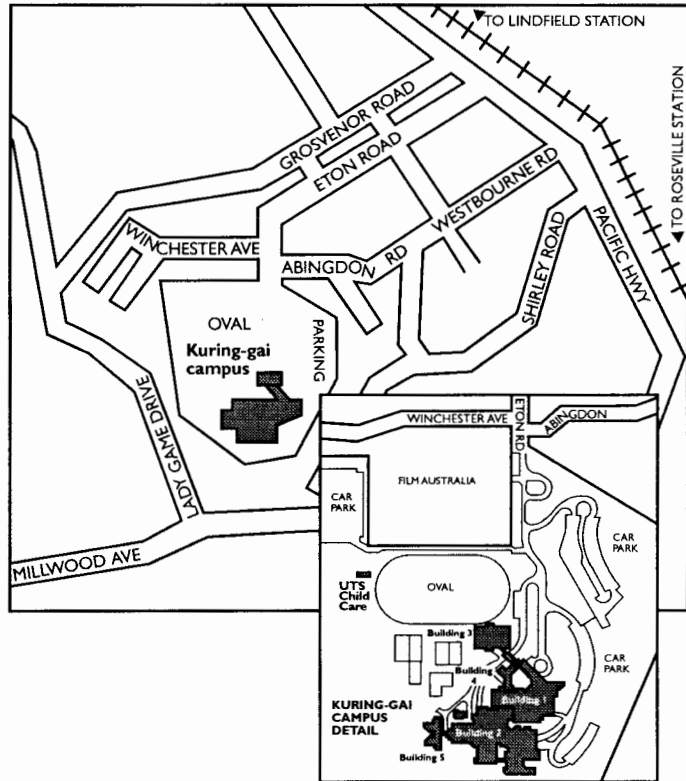 TO LINDFIELD STATION
TO ROSEVILLE STATION
GROSVENOR ROAD
ETON ROAD
WESTBOURNE RD
PACIFIC HWY
WINCHESTER AVE
ABINGDON RD
SHIRLEY ROAD
OVAL
PARKING
Kuring-gai
campus
LADY GAME DRIVE
MILLWOOD AVE
ETON RD
WINCHESTER AVE
ABINGDON
FILM AUSTRALIA
CAR
PARK
CAR
PARK
UTS
Child
Care
OVAL
Building 3
Building 4
CAR
PARK
Building 1
KURING-GAI
CAMPUS
DETAIL
Building 2
Building 5